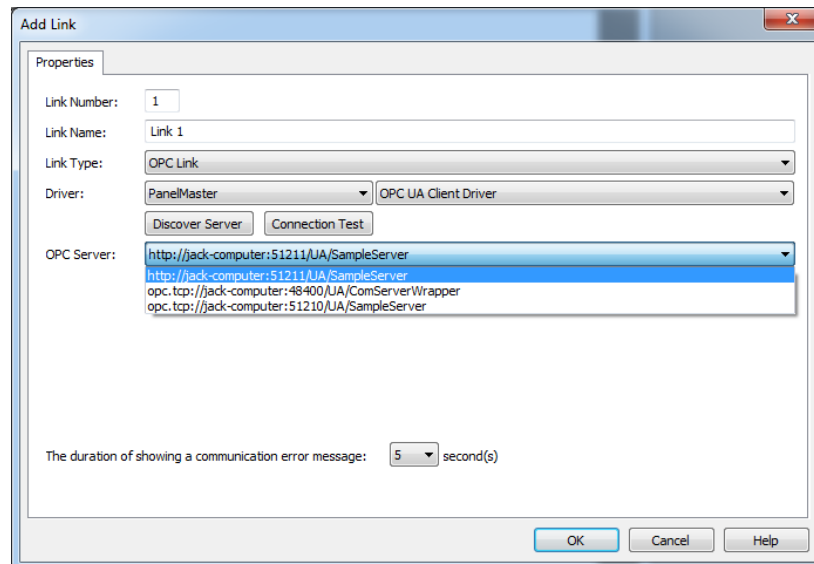 Add Link
Properties
Link Number: 1
Link Name: Link 1
Link Type: OPC Link
Driver: PanelMaster OPC UA Client Driver
Discover Server Connection Test
OPC Server: http://jack-computer:51211/UA/SampleServer
http://jack-computer:51211/UA/SampleServer
opc.tcp://jack-computer:48400/UA/ComServerWrapper
opc.tcp://jack-computer:51210/UA/SampleServer
The duration of showing a communication error message: 5 second(s)
OK Cancel Help